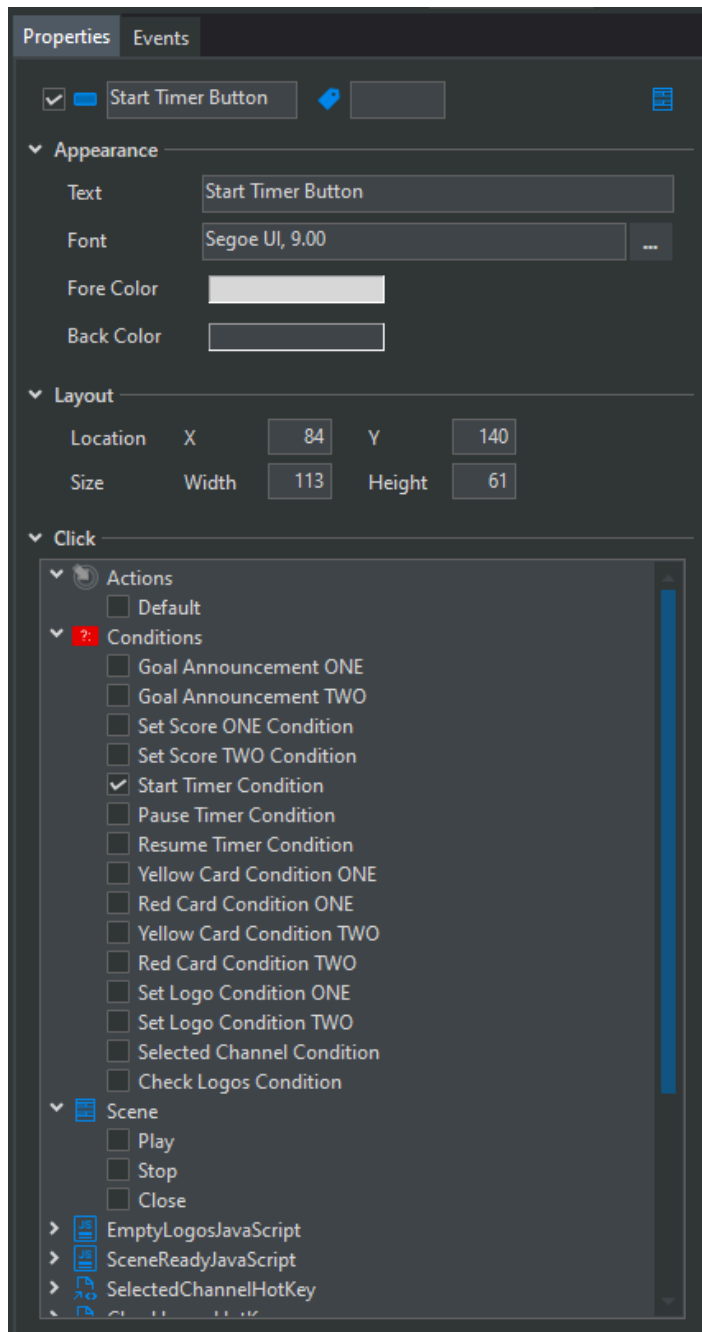 Properties Events
Start Timer Button
Appearance
Text Start Timer Button
Font Segoe UI, 9.00 ...
Fore Color
Back Color
Layout
Location X 84 Y 140
Size Width 113 Height 61
Click
Actions
Default
?: Conditions
Goal Announcement ONE
Goal Announcement TWO
Set Score ONE Condition
Set Score TWO Condition
Start Timer Condition
Pause Timer Condition
Resume Timer Condition
Yellow Card Condition ONE
Red Card Condition ONE
Yellow Card Condition TWO
Red Card Condition TWO
Set Logo Condition ONE
Set Logo Condition TWO
Selected Channel Condition
Check Logos Condition
Scene
Play
Stop
Close
JS EmptyLogosJavaScript
JS SceneReadyJavaScript
SelectedChannelHotKey